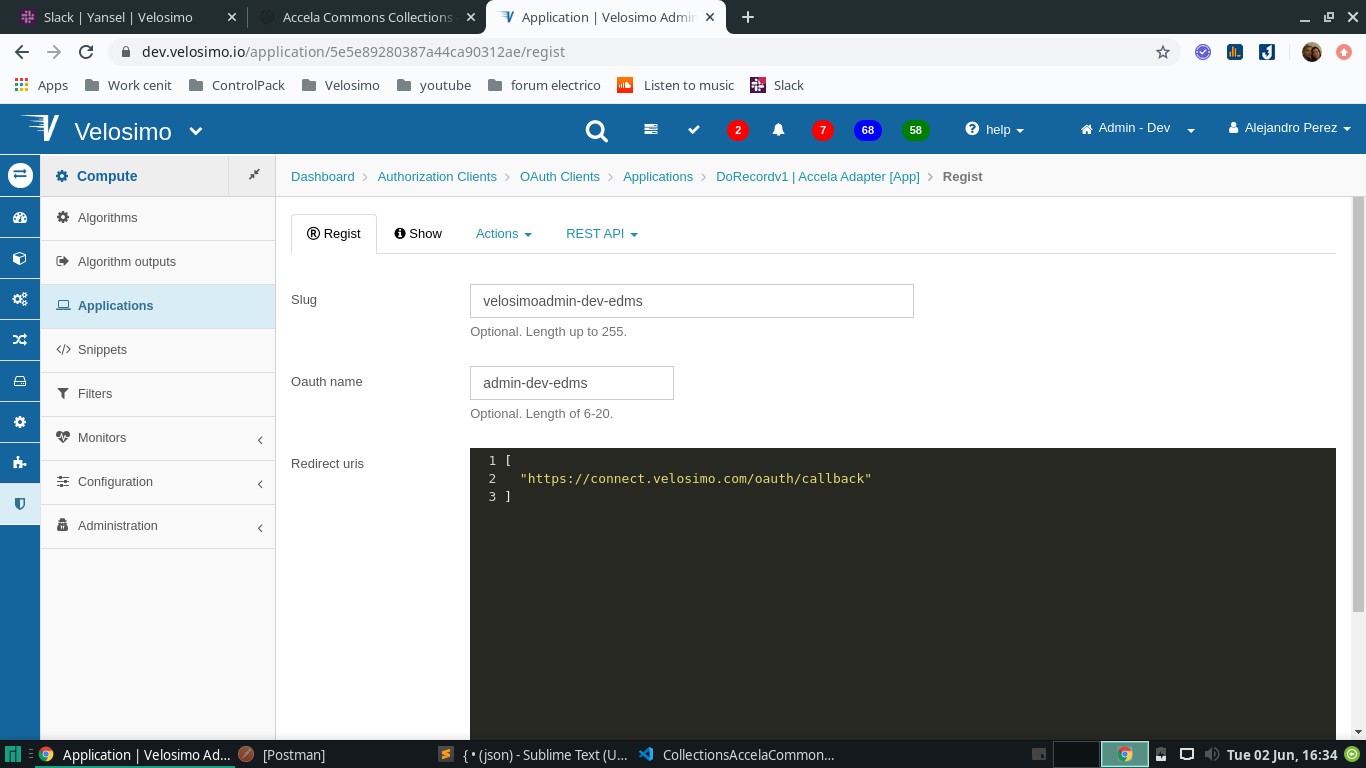 Slack | Yansel | Velosimo
Accela Commons Collections
Application | Velosimo Admin
dev.velosimo.io/application/5e5e89280387a44ca90312ae/regist
Apps Work cenit ControlPack Velosimo youtube forum electrico Listen to music Slack
Velosimo 2 7 68 58 help Admin - Dev Alejandro Perez
Compute
Dashboard Authorization Clients OAuth Clients Applications DoRecordv1 | Accela Adapter [App] Regist
Algorithms
Algorithm outputs
Applications
Snippets
Filters
Monitors
Configuration
Administration
Regist Show Actions REST API
Slug velosimoadmin-dev-edms
Optional. Length up to 255.
Oauth name admin-dev-edms
Optional. Length of 6-20.
Redirect uris
1 [
2 "https://connect.velosimo.com/oauth/callback"
3 ]
Application | Velosimo Ad... [Postman] { • (json) - Sublime Text (U... CollectionsAccelaCommon... Tue 02 Jun, 16:34